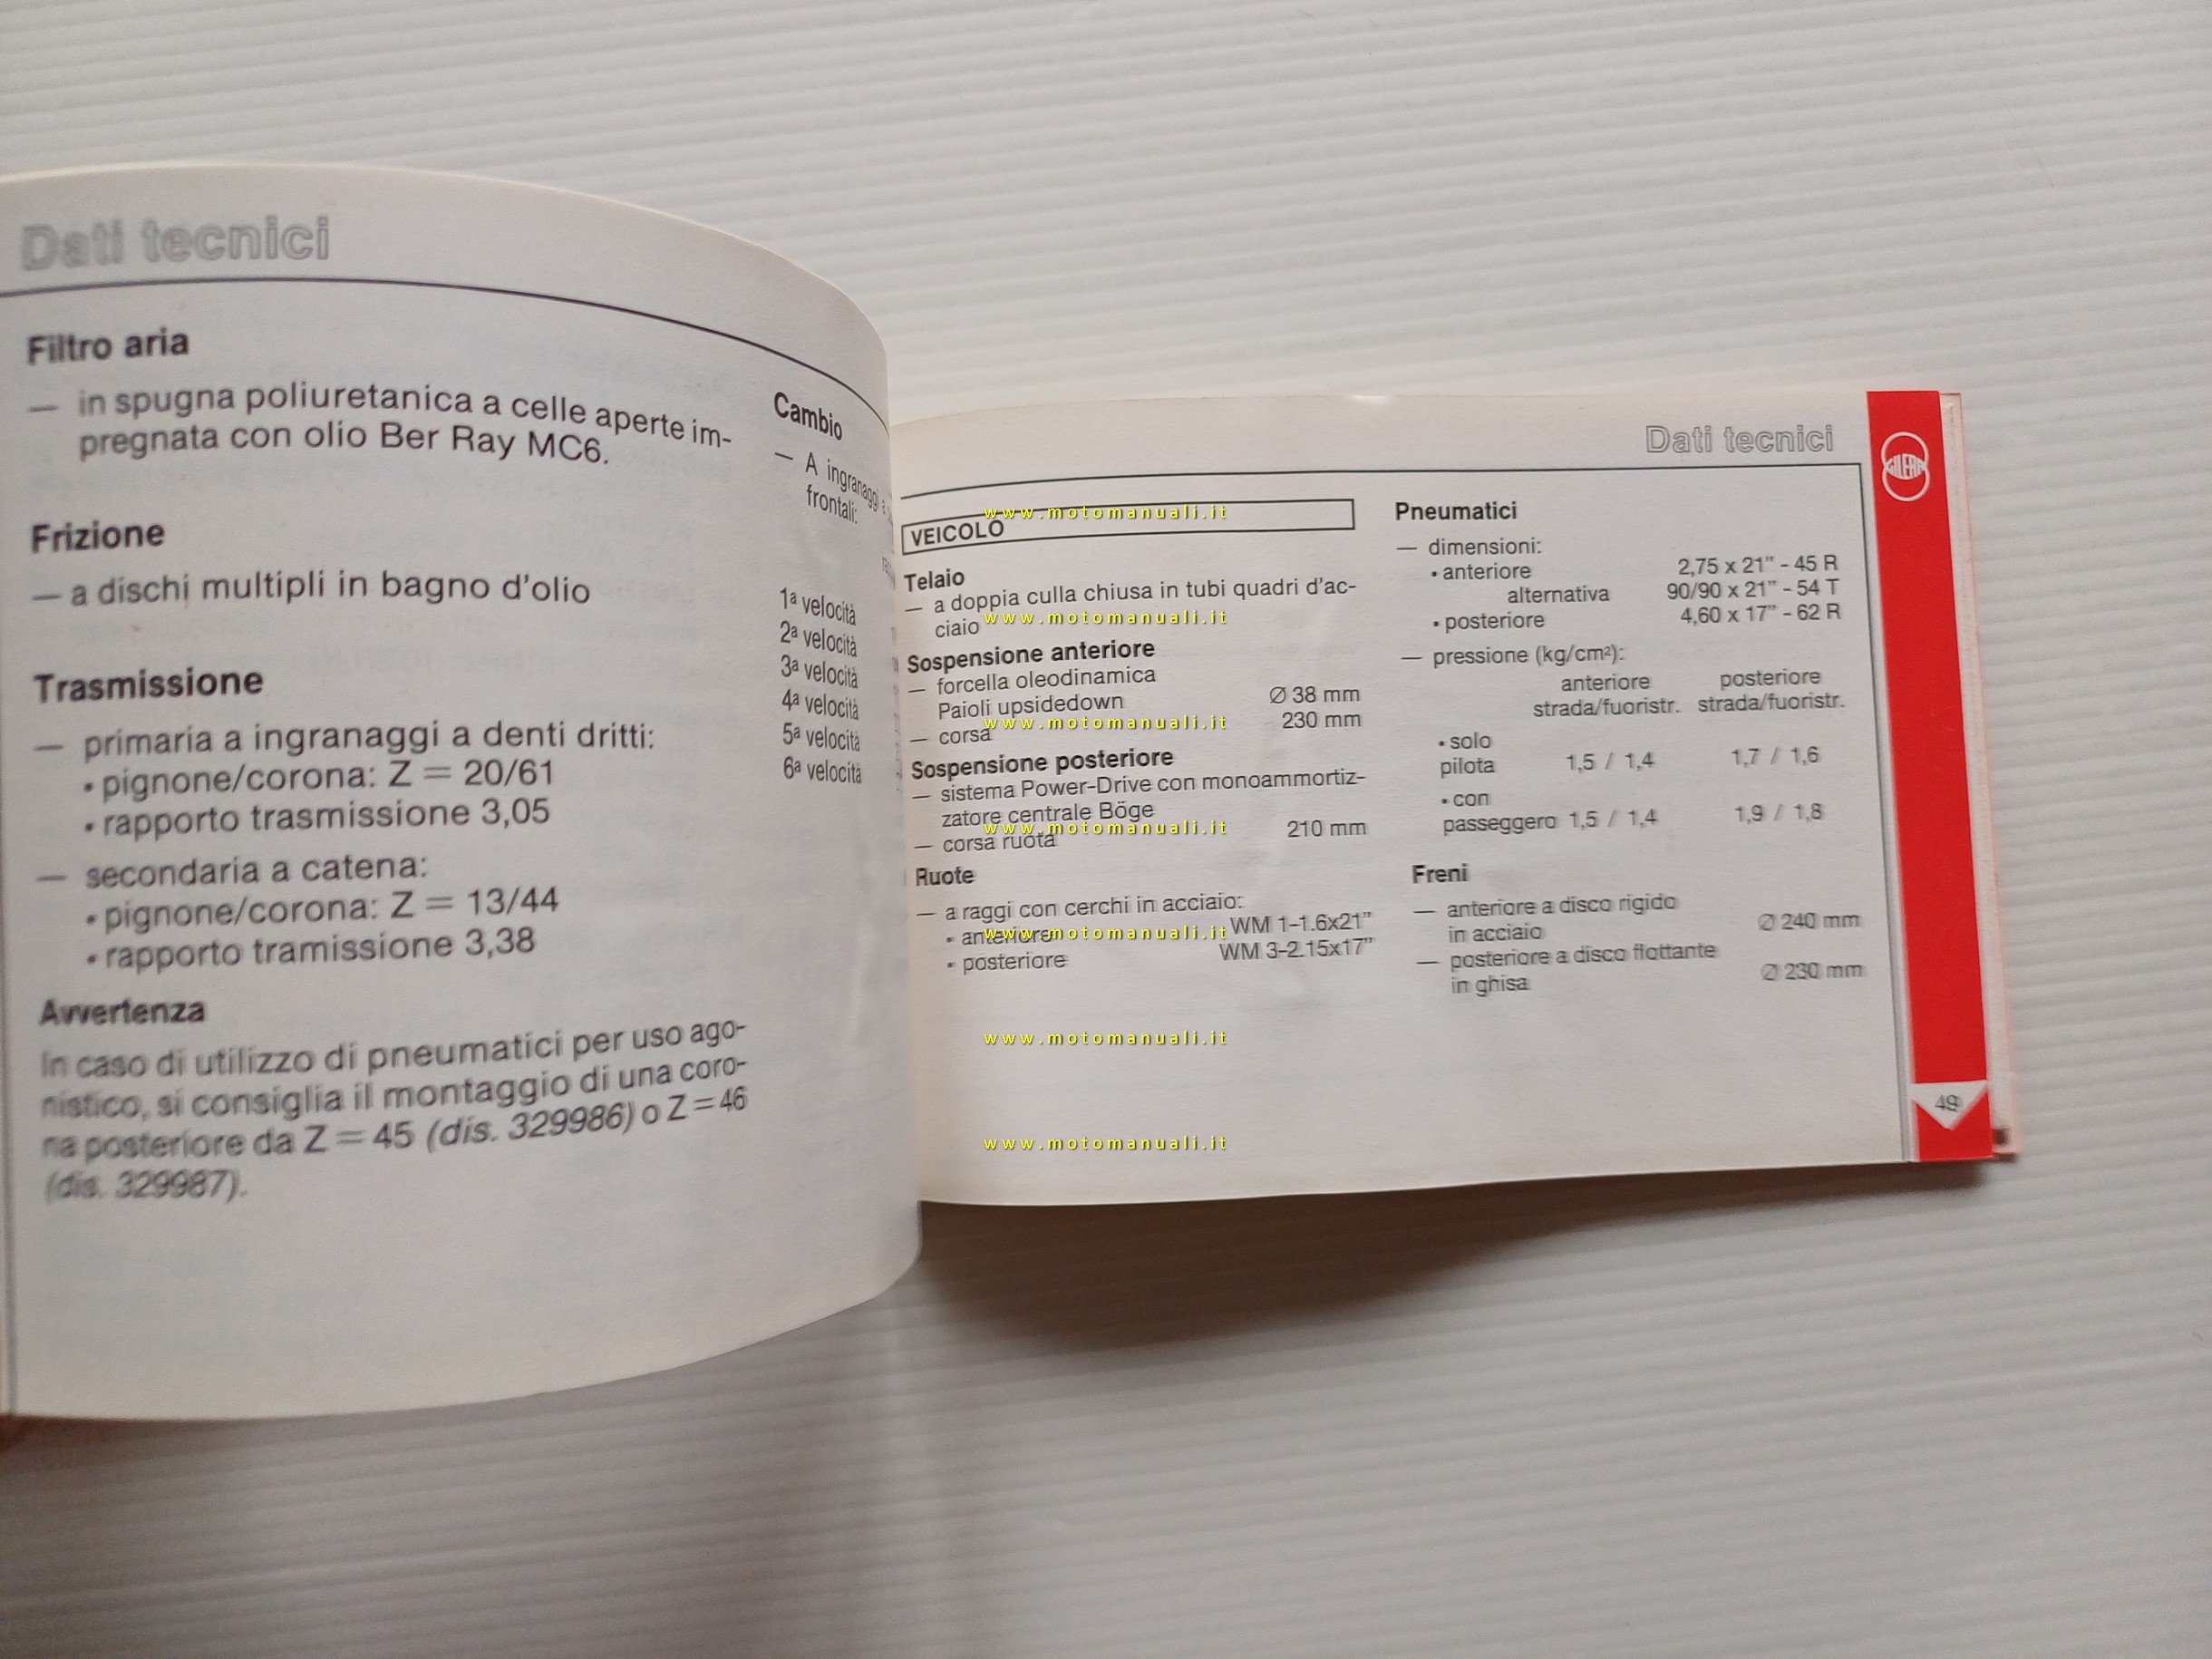 Dati tecnici
Filtro aria
— in spugna poliuretanica a celle aperte im-
pregnata con olio Ber Ray MC6.
Frizione
— a dischi multipli in bagno d'olio
Trasmissione
— primaria a ingranaggi a denti dritti:
• pignone/corona: Z = 20/61
• rapporto trasmissione 3,05
— secondaria a catena:
• pignone/corona: Z = 13/44
• rapporto tramissione 3,38
Avvertenza
In caso di utilizzo di pneumatici per uso ago-
nistico, si consiglia il montaggio di una coro-
na posteriore da Z = 45 (dis. 329986) o Z = 46
(dis. 329987).
Cambio
— A ingranaggi a
frontali:
1ª velocità
2ª velocità
3ª velocità
4ª velocità
5ª velocità
6ª velocità
Dati tecnici
GILERA
VEICOLO
Telaio
— a doppia culla chiusa in tubi quadri d'ac-
ciaio
Sospensione anteriore
— forcella oleodinamica
Paioli upsidedown Ø 38 mm
— corsa 230 mm
Sospensione posteriore
— sistema Power-Drive con monoammortiz-
zatore centrale Böge
— corsa ruota 210 mm
Ruote
— a raggi con cerchi in acciaio:
• anteriore WM 1-1.6x21"
• posteriore WM 3-2.15x17"
Pneumatici
— dimensioni:
• anteriore 2,75 x 21" - 45 R
alternativa 90/90 x 21" - 54 T
• posteriore 4,60 x 17" - 62 R
— pressione (kg/cm²):
anteriore posteriore
strada/fuoristr. strada/fuoristr.
• solo
pilota 1,5 / 1,4 1,7 / 1,6
• con
passeggero 1,5 / 1,4 1,9 / 1,8
Freni
— anteriore a disco rigido
in acciaio Ø 240 mm
— posteriore a disco flottante
in ghisa Ø 230 mm
49
www.motomanuali.it
www.motomanuali.it
www.motomanuali.it
www.motomanuali.it
www.motomanuali.it
www.motomanuali.it
www.motomanuali.it